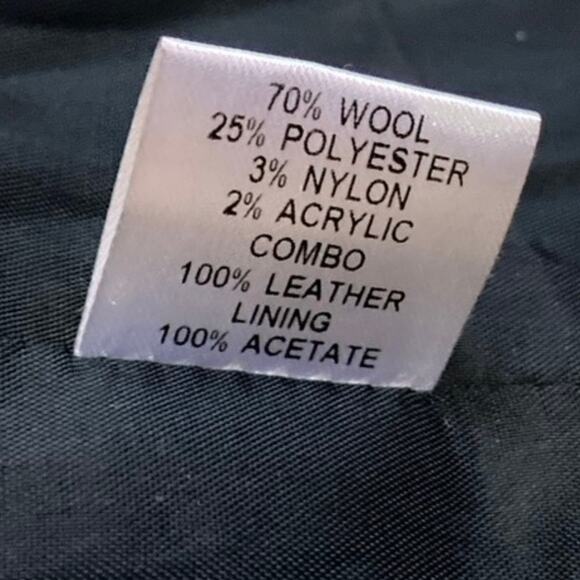 70% WOOL
25% POLYESTER
3% NYLON
2% ACRYLIC
COMBO
100% LEATHER
LINING
100% ACETATE